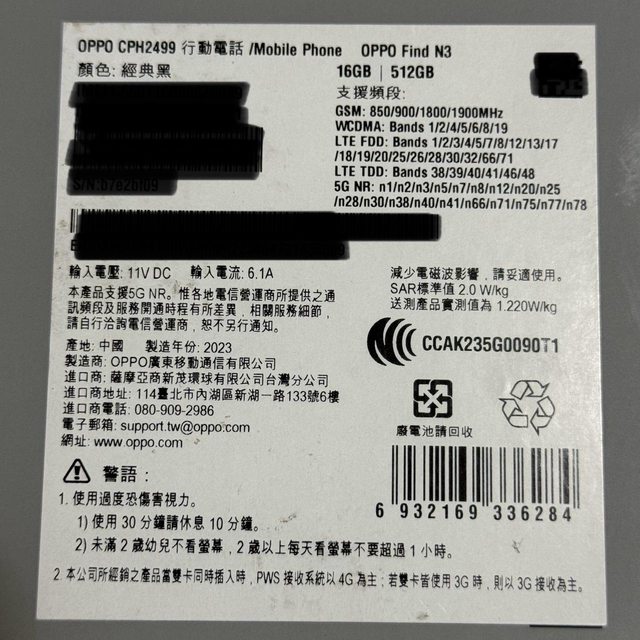 OPPO CPH2499 行動電話 /Mobile Phone OPPO Find N3
顏色: 經典黑
16GB | 512GB
支援頻段:
GSM: 850/900/1800/1900MHz
WCDMA: Bands 1/2/4/5/6/8/19
LTE FDD: Bands 1/2/3/4/5/7/8/12/13/17
/18/19/20/25/26/28/30/32/66/71
LTE TDD: Bands 38/39/40/41/46/48
5G NR: n1/n2/n3/n5/n7/n8/n12/n20/n25
/n28/n30/n38/n40/n41/n66/n71/n75/n77/n78
輸入電壓: 11V DC 輸入電流: 6.1A
本產品支援5G NR。惟各地電信營運商所提供之通
訊頻段及服務開通時程有所差異，相關服務細節，
請自行洽詢電信營運商，恕不另行通知。
減少電磁波影響，請妥適使用。
SAR標準值 2.0 W/kg
送測產品實測值為 1.220W/kg
產地: 中國 製造年份: 2023
製造商: OPPO廣東移動通信有限公司
進口商: 薩摩亞商新茂環球有限公司台灣分公司
進口商地址: 114臺北市內湖區新湖一路133號6樓
進口商電話: 080-909-2986
電子郵箱: support.tw@oppo.com
網址: www.oppo.com
CCAK235G0090T1
廢電池請回收
警語：
1. 使用過度恐傷害視力。
1) 使用 30 分鐘請休息 10 分鐘。
2) 未滿 2 歲幼兒不看螢幕，2 歲以上每天看螢幕不要超過 1 小時。
2. 本公司所經銷之產品當雙卡同時插入時，PWS 接收系統以 4G 為主；若雙卡皆使用 3G 時，則以 3G 接收為主。
6 932169 336284